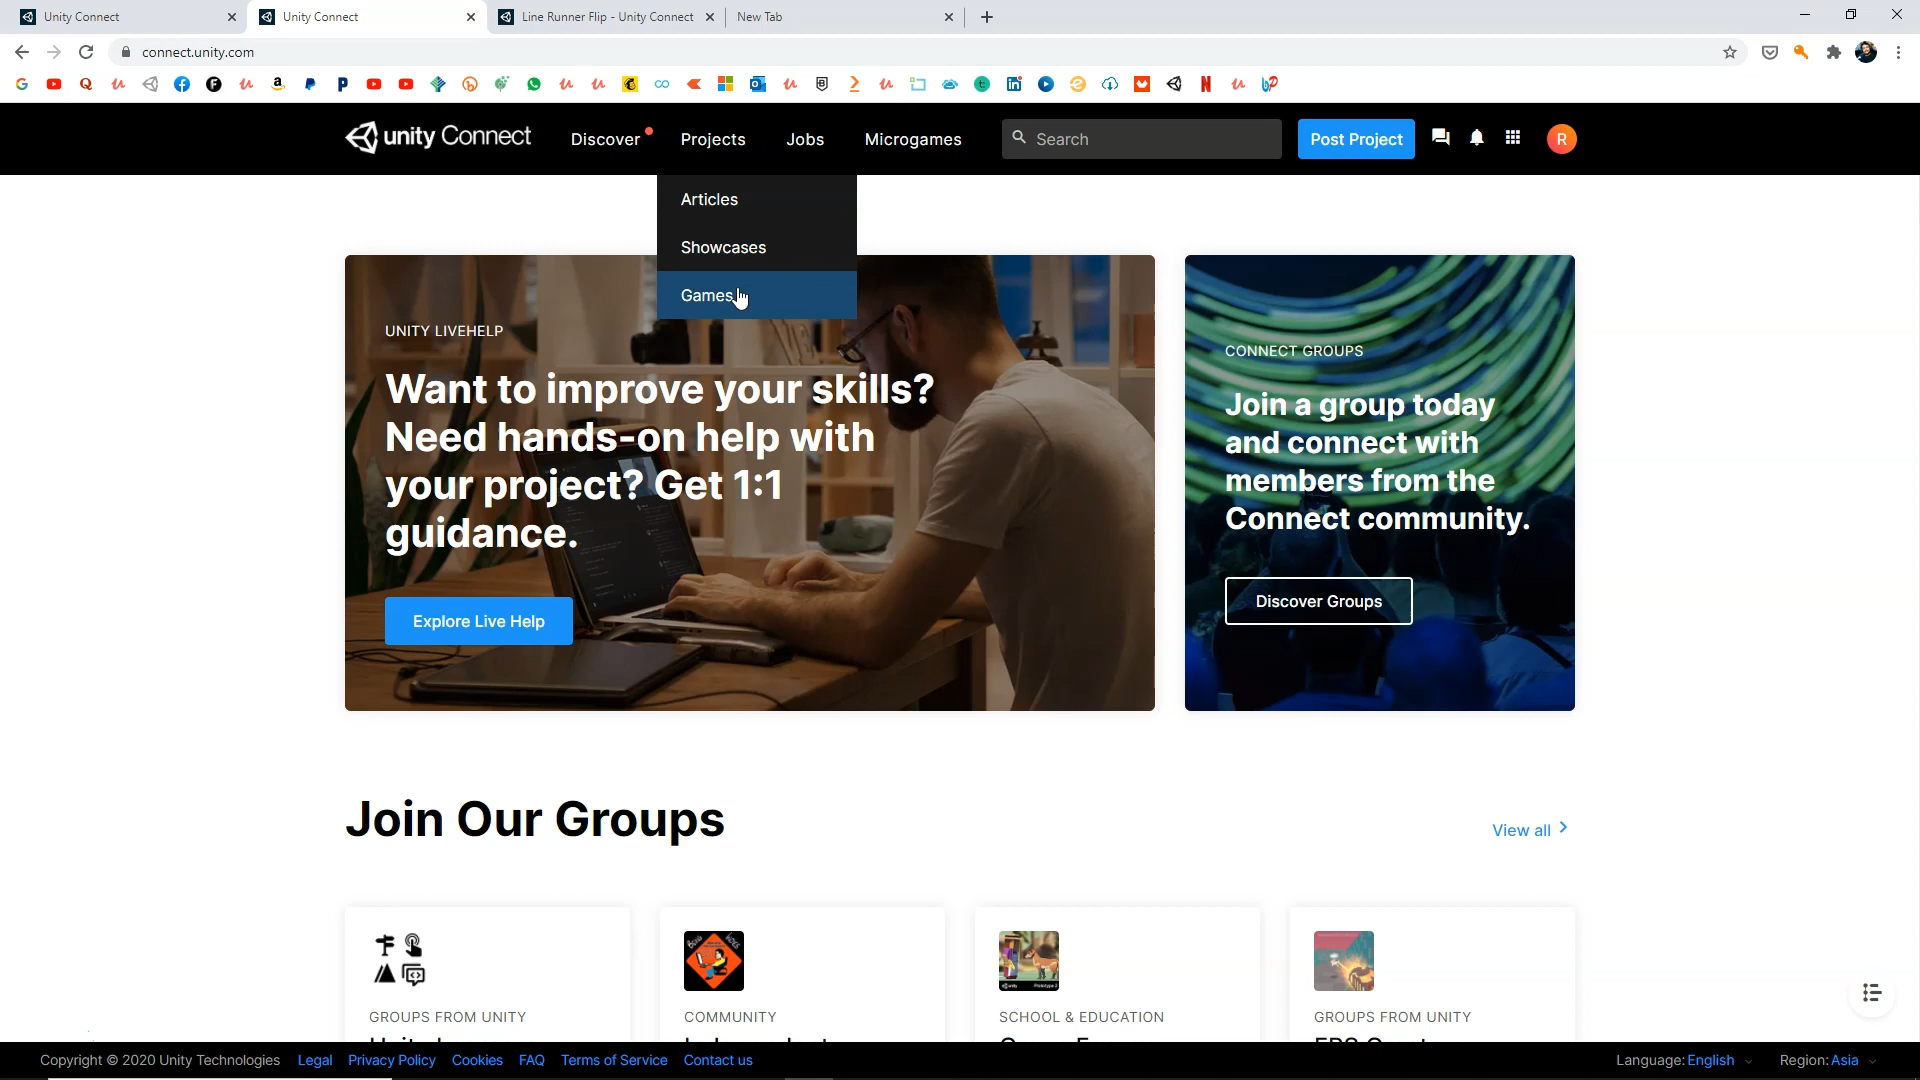 Unity Connect
Unity Connect
Line Runner Flip - Unity Connect
New Tab
connect.unity.com
unity Connect
Discover
Projects
Jobs
Microgames
Search
Post Project
R
Articles
Showcases
Games
UNITY LIVEHELP
Want to improve your skills?
Need hands-on help with
your project? Get 1:1
guidance.
Explore Live Help
CONNECT GROUPS
Join a group today
and connect with
members from the
Connect community.
Discover Groups
Join Our Groups
View all
GROUPS FROM UNITY
COMMUNITY
SCHOOL & EDUCATION
GROUPS FROM UNITY
Copyright © 2020 Unity Technologies Legal Privacy Policy Cookies FAQ Terms of Service Contact us
Language: English
Region: Asia